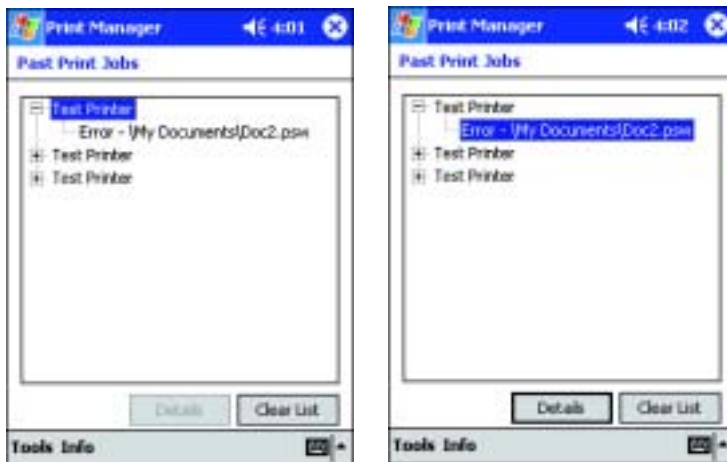 Print Manager 4:01
Past Print Jobs
Test Printer
Error - \My Documents\Doc2.psw
Test Printer
Test Printer
Details Clear List
Tools Info
Print Manager 4:02
Past Print Jobs
Test Printer
Error - \My Documents\Doc2.psw
Test Printer
Test Printer
Details Clear List
Tools Info